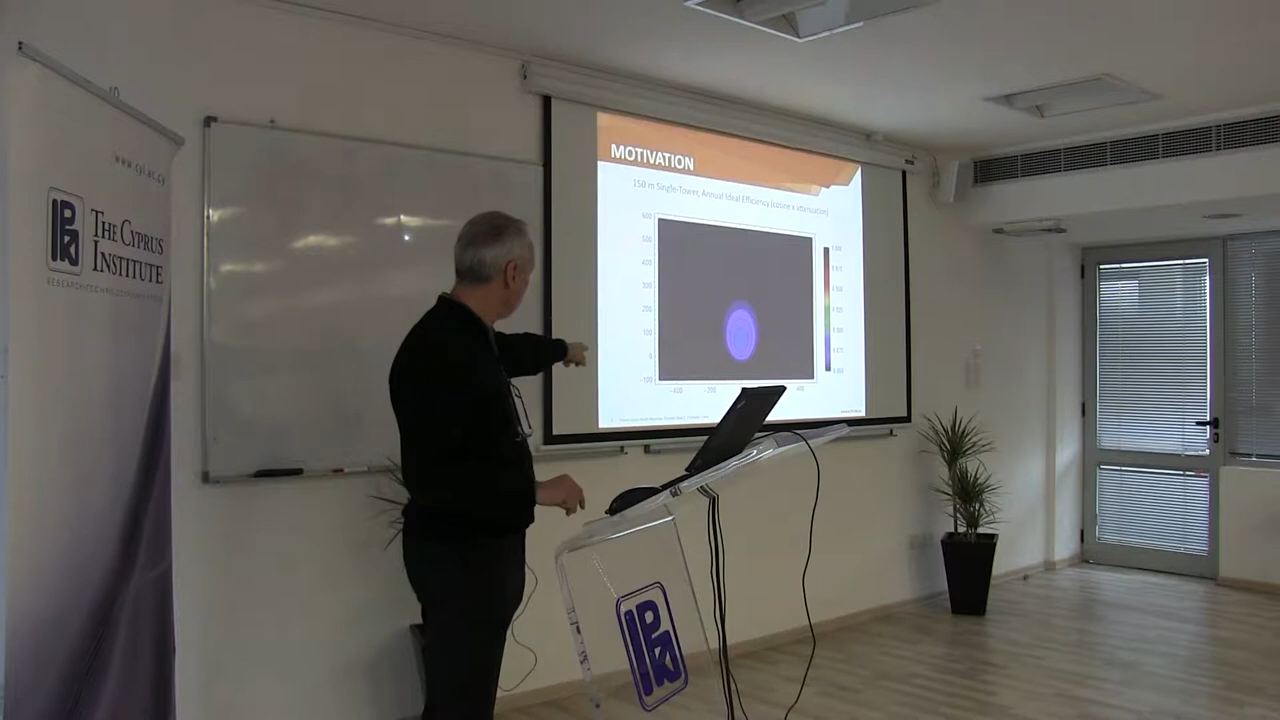 www.cyi.ac.cy
THE CYPRUS
INSTITUTE
MOTIVATION
150 m Single-Tower, Annual Ideal Efficiency (cosine x attenuation)
600
500
400
300
200
100
0
-100
-400
-200
400